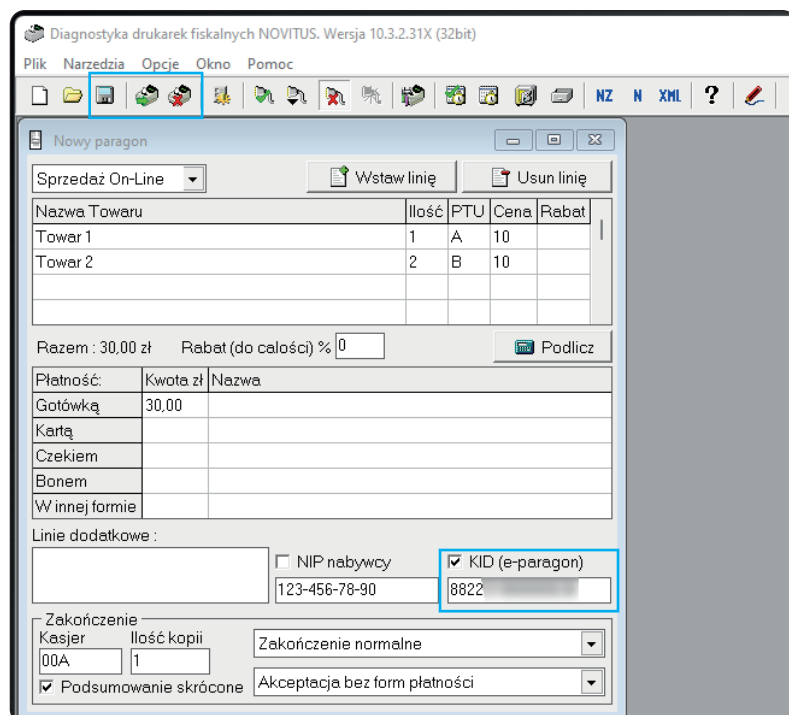 Diagnostyka drukarek fiskalnych NOVITUS. Wersja 10.3.2.31X (32bit)
Plik Narzedzia Opcje Okno Pomoc
NZ N XML ?
Nowy paragon
Sprzedaż On-Line Wstaw linię Usun linię
Nazwa Towaru Ilość PTU Cena Rabat
Towar 1 1 A 10
Towar 2 2 B 10
Razem : 30,00 zł Rabat (do calości) % 0 Podlicz
Płatność: Kwota zł Nazwa
Gotówką 30,00
Kartą
Czekiem
Bonem
W innej formie
Linie dodatkowe :
NIP nabywcy KID (e-paragon)
123-456-78-90 8822
Zakończenie
Kasjer Ilość kopii Zakończenie normalne
00A 1
Podsumowanie skrócone Akceptacja bez form płatności